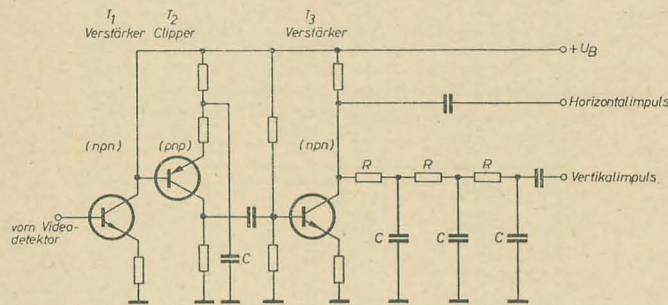 T1
Verstärker
T2
Clipper
T3
Verstärker
+UB
Horizontalimpuls
(npn)
(pnp)
(npn)
R
R
R
Vertikalimpuls
vom Video-
detektor
C
C
C
C